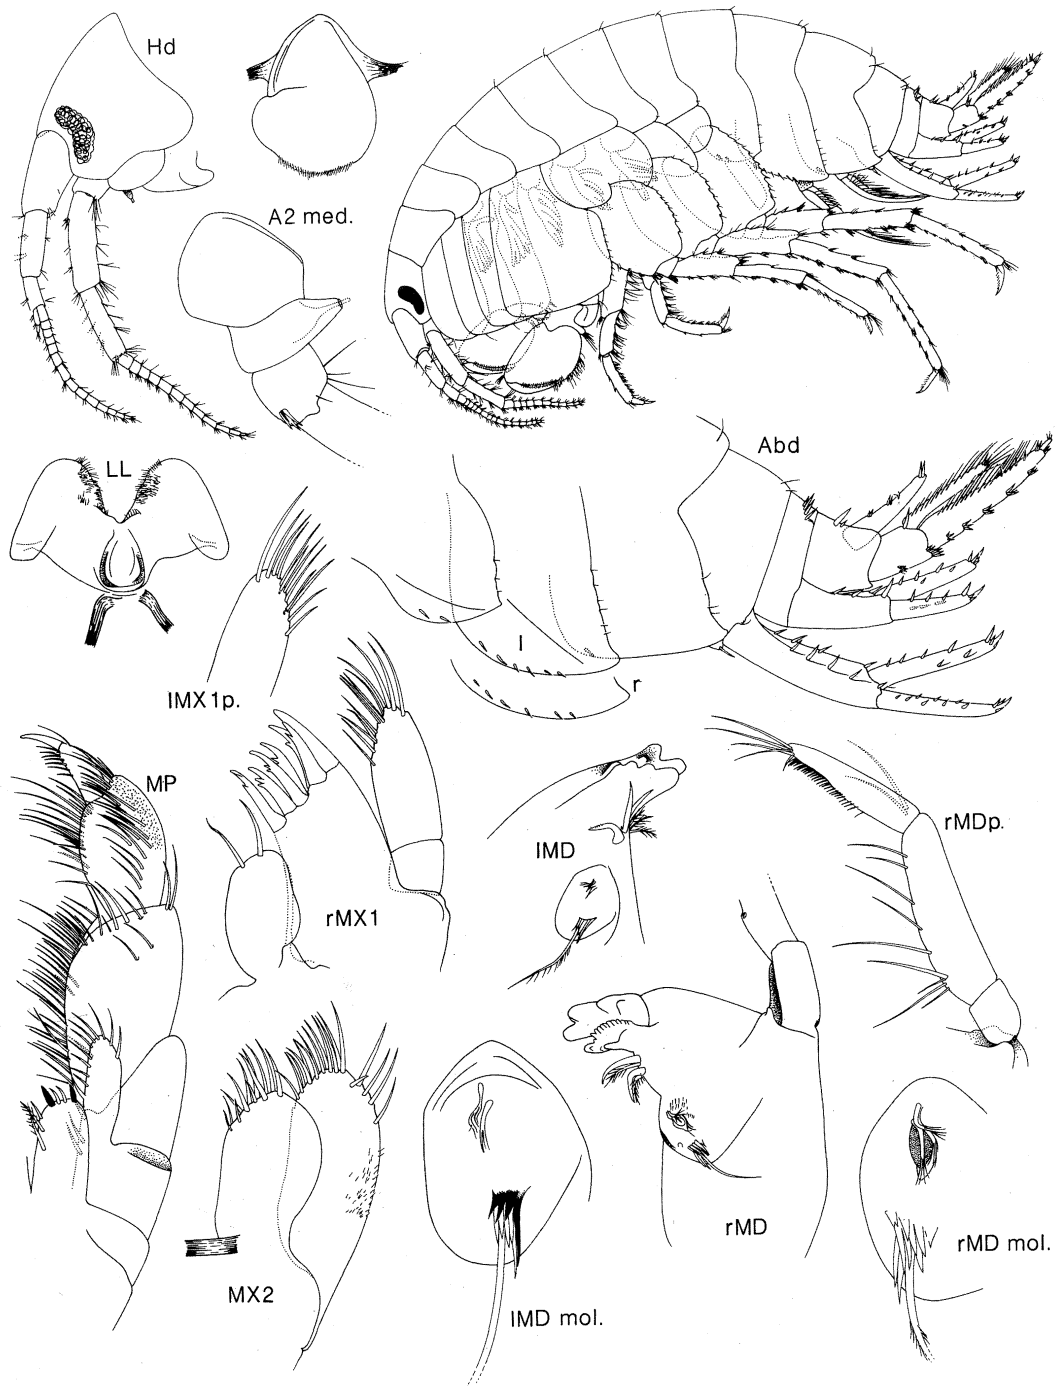 Hd
A2 med.
LL
Abd
lMX1p.
l
r
MP
rMX1
lMD
rMDp.
MX2
lMD mol.
rMD
rMD mol.